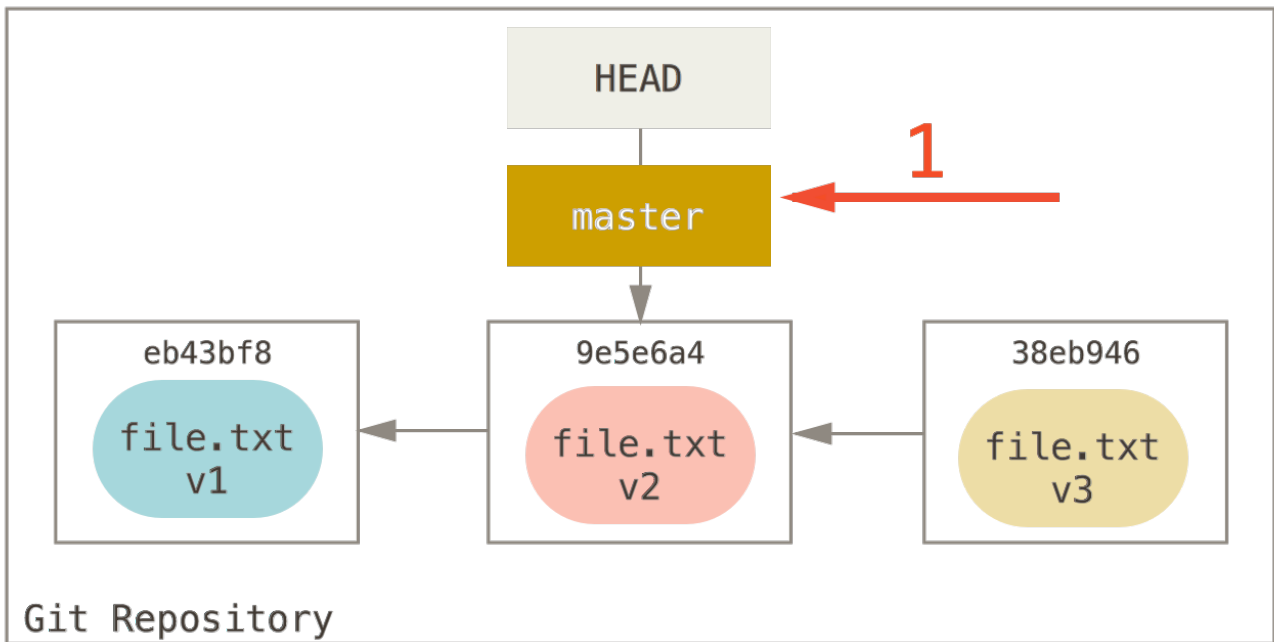 HEAD
1
master
eb43bf8
file.txt
v1
9e5e6a4
file.txt
v2
38eb946
file.txt
v3
Git Repository